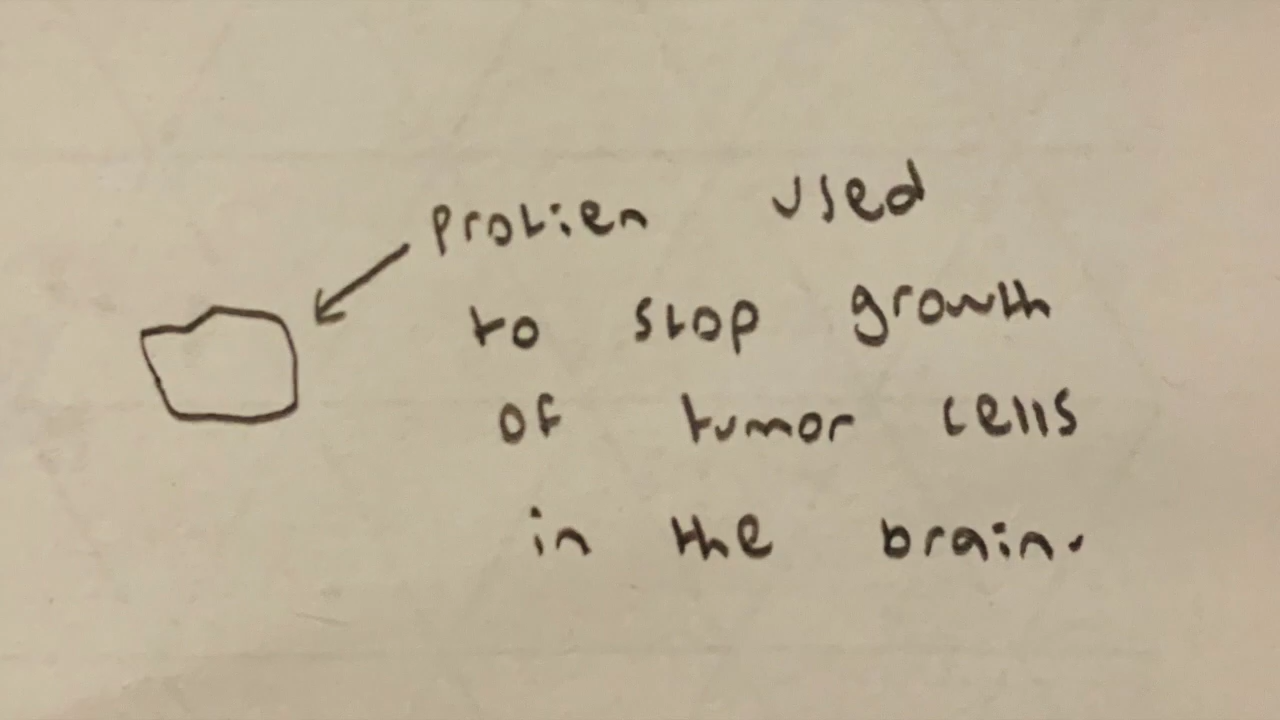 Protien used
to stop growth
of tumor cells
in the brain.